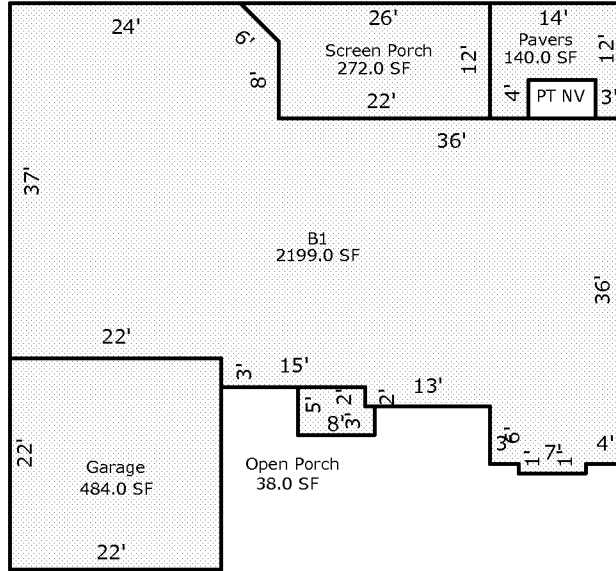 24'
26'
14'
6'
Screen Porch
272.0 SF
12'
Pavers
140.0 SF
12'
8'
22'
4'
PT NV
3'
36'
37'
B1
2199.0 SF
36'
22'
3'
15'
5'
2'
2'
13'
8'
3'
22'
Garage
484.0 SF
Open Porch
38.0 SF
3'
6'
1'
7'
1'
4'
22'